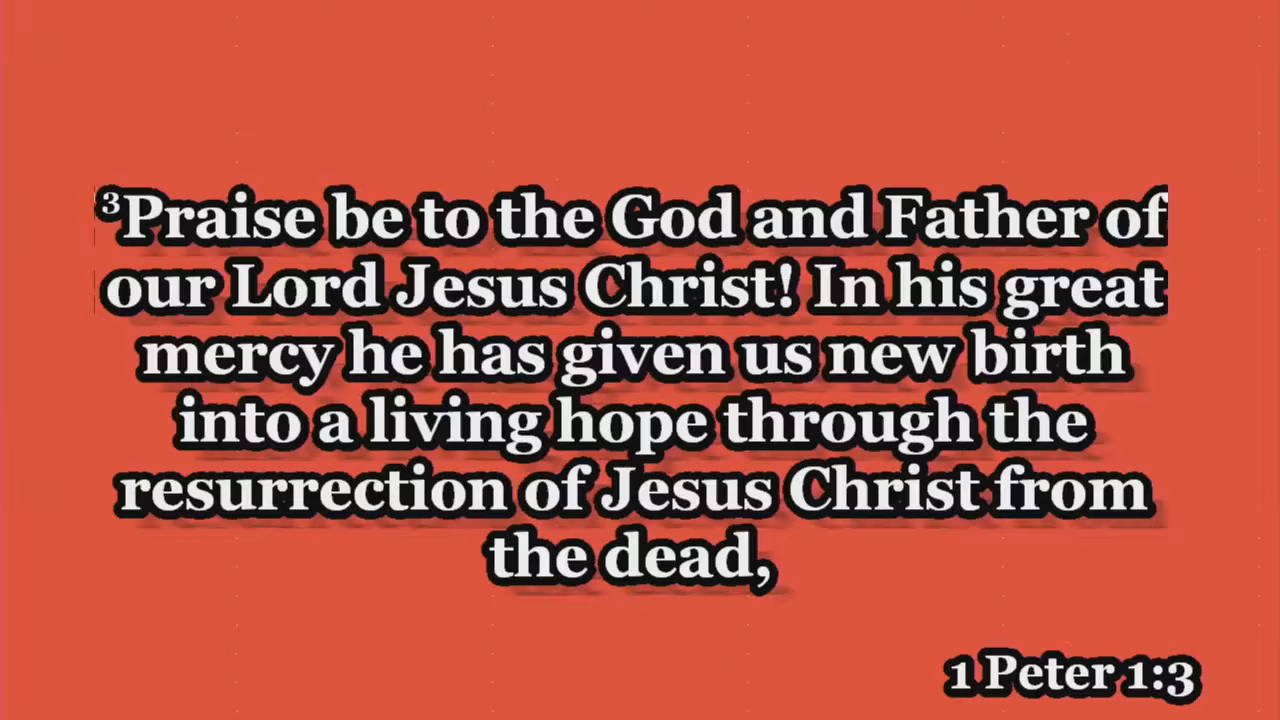 ³Praise be to the God and Father of
our Lord Jesus Christ! In his great
mercy he has given us new birth
into a living hope through the
resurrection of Jesus Christ from
the dead,
1 Peter 1:3